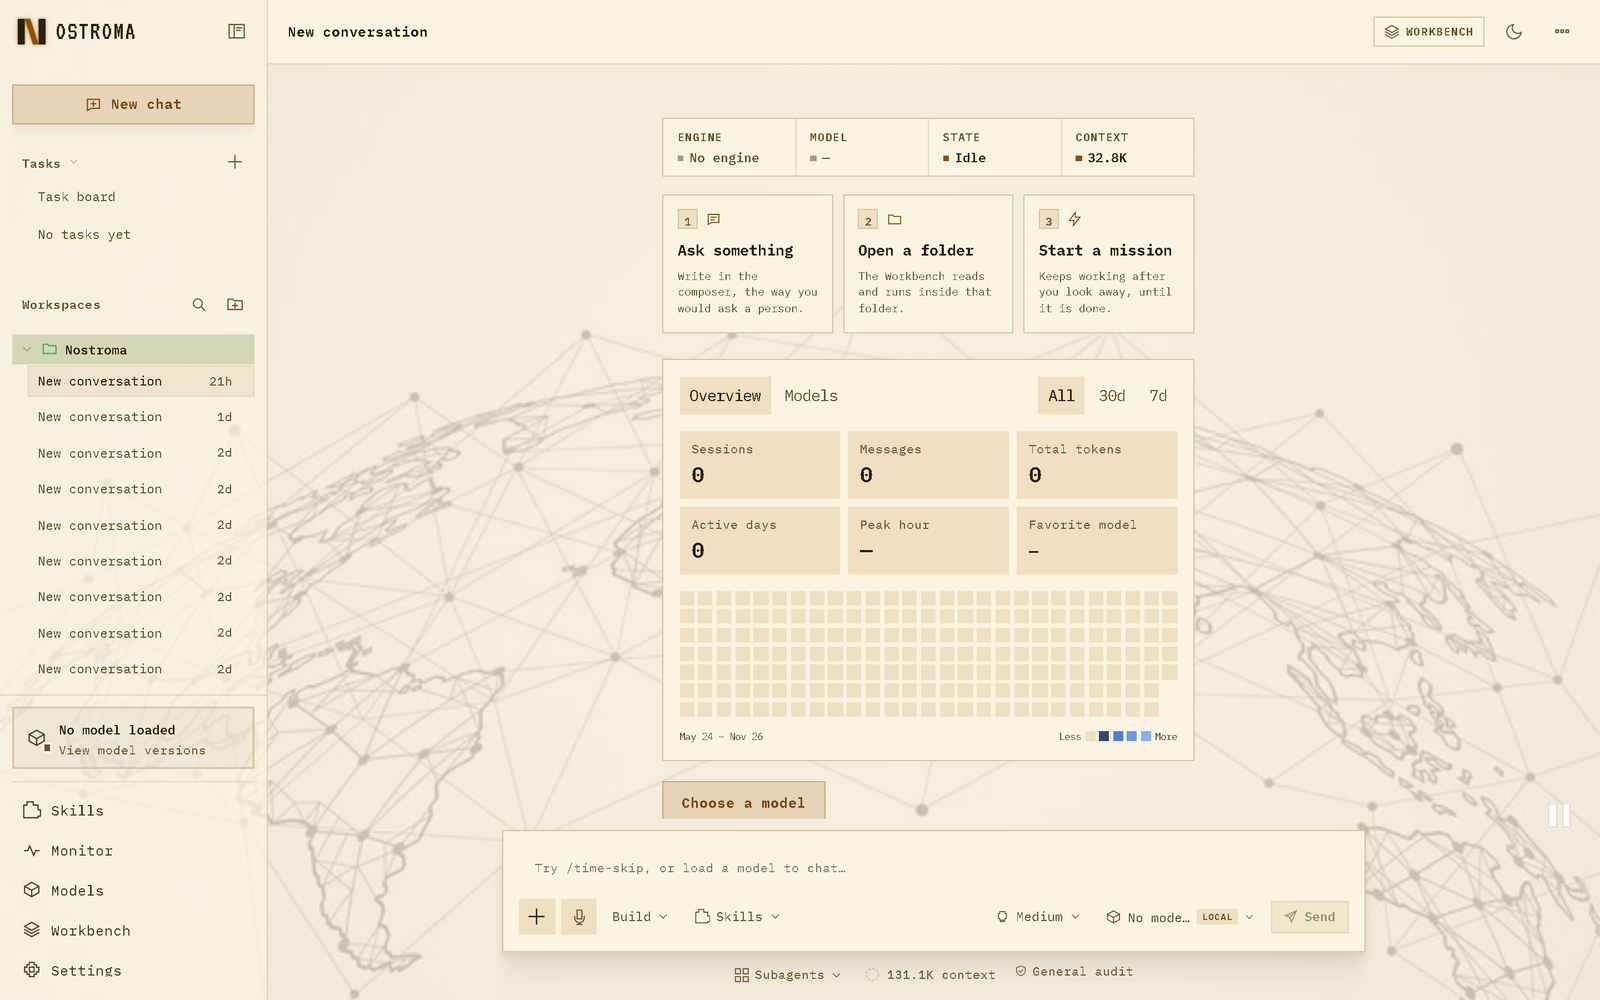 NOSTROMA
New chat
Tasks
Task board
No tasks yet
Workspaces
Nostroma
New conversation 21h
New conversation 1d
New conversation 2d
New conversation 2d
New conversation 2d
New conversation 2d
New conversation 2d
New conversation 2d
New conversation 2d
No model loaded
View model versions
Skills
Monitor
Models
Workbench
Settings
New conversation
WORKBENCH
ENGINE MODEL STATE CONTEXT
No engine — Idle 32.8K
1
Ask something
Write in the
composer, the way you
would ask a person.
2
Open a folder
The Workbench reads
and runs inside that
folder.
3
Start a mission
Keeps working after
you look away, until
it is done.
Overview Models All 30d 7d
Sessions Messages Total tokens
0 0 0
Active days Peak hour Favorite model
0 — —
May 24 – Nov 26 Less More
Choose a model
Try /time-skip, or load a model to chat…
Build Skills Medium No mode… LOCAL Send
Subagents 131.1K context General audit